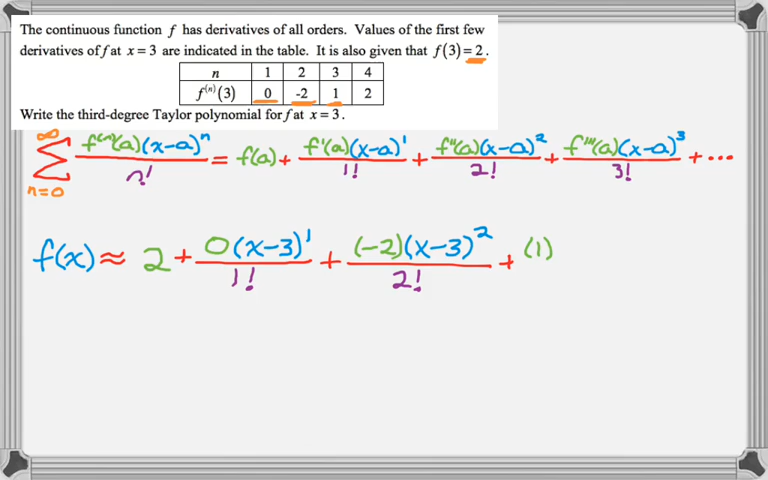 The continuous function f has derivatives of all orders. Values of the first few
derivatives of f at x = 3 are indicated in the table. It is also given that f(3) = 2.
n 1 2 3 4
f⁽ⁿ⁾(3) 0 -2 1 2
Write the third-degree Taylor polynomial for f at x = 3.
∞ Σ n=0 f⁽ⁿ⁾(a)(x-a)ⁿ / n! = f(a) + f'(a)(x-a)¹ / 1! + f''(a)(x-a)² / 2! + f'''(a)(x-a)³ / 3! + ...
f(x) ≈ 2 + 0(x-3)¹ / 1! + (-2)(x-3)² / 2! + (1)